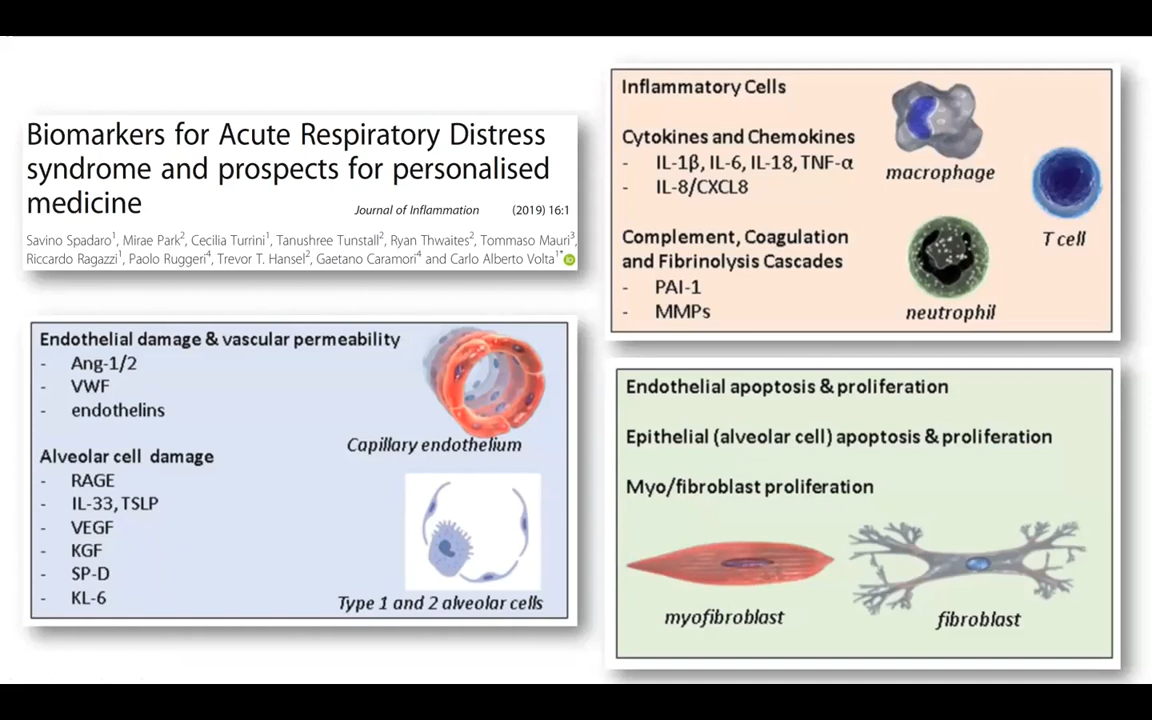 Biomarkers for Acute Respiratory Distress
syndrome and prospects for personalised
medicine
Journal of Inflammation (2019) 16:1
Savino Spadaro1, Mirae Park2, Cecilia Turrini1, Tanushree Tunstall2, Ryan Thwaites2, Tommaso Mauri3,
Riccardo Ragazzi1, Paolo Ruggeri4, Trevor T. Hansel2, Gaetano Caramori4 and Carlo Alberto Volta1*
Endothelial damage & vascular permeability
- Ang-1/2
- VWF
- endothelins
Capillary endothelium
Alveolar cell damage
- RAGE
- IL-33, TSLP
- VEGF
- KGF
- SP-D
- KL-6
Type 1 and 2 alveolar cells
Inflammatory Cells
Cytokines and Chemokines
- IL-1β, IL-6, IL-18, TNF-α
- IL-8/CXCL8
macrophage
T cell
Complement, Coagulation
and Fibrinolysis Cascades
- PAI-1
- MMPs
neutrophil
Endothelial apoptosis & proliferation
Epithelial (alveolar cell) apoptosis & proliferation
Myo/fibroblast proliferation
myofibroblast
fibroblast